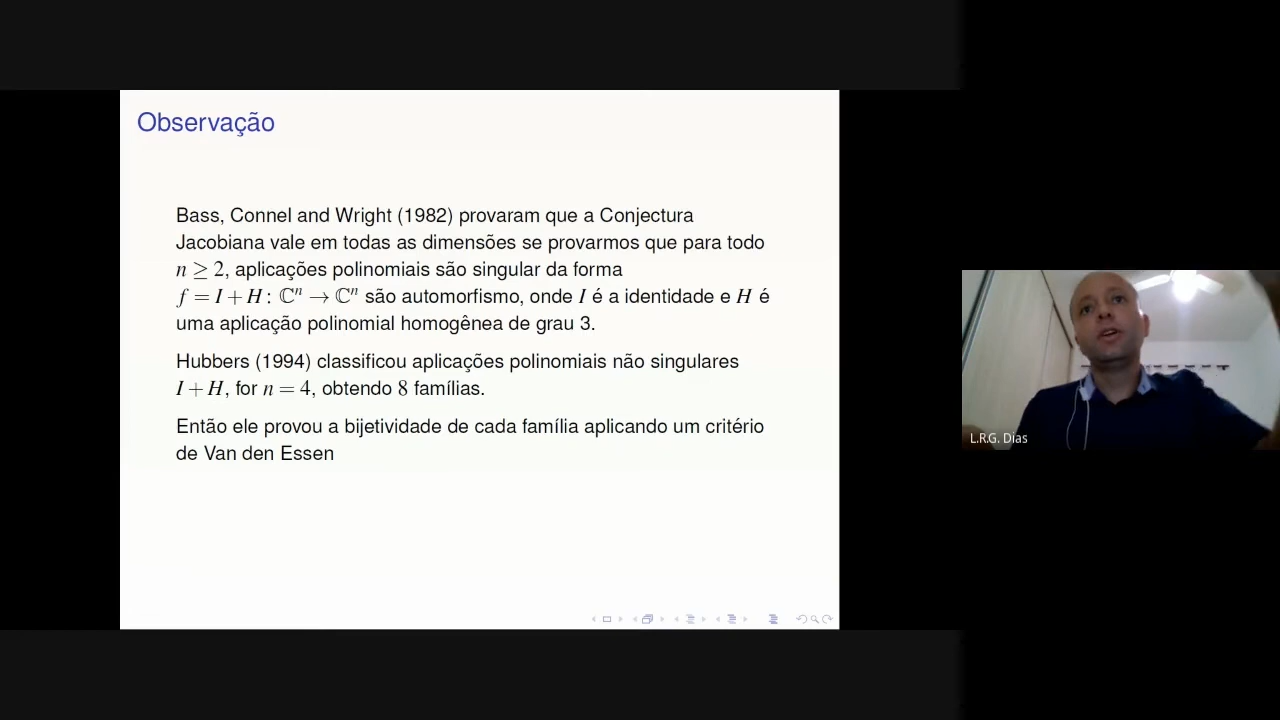 Observação
Bass, Connel and Wright (1982) provaram que a Conjectura
Jacobiana vale em todas as dimensões se provarmos que para todo
n ≥ 2, aplicações polinomiais são singular da forma
f = I + H : ℂⁿ → ℂⁿ são automorfismo, onde I é a identidade e H é
uma aplicação polinomial homogênea de grau 3.
Hubbers (1994) classificou aplicações polinomiais não singulares
I + H, for n = 4, obtendo 8 famílias.
Então ele provou a bijetividade de cada família aplicando um critério
de Van den Essen
L.R.G. Dias